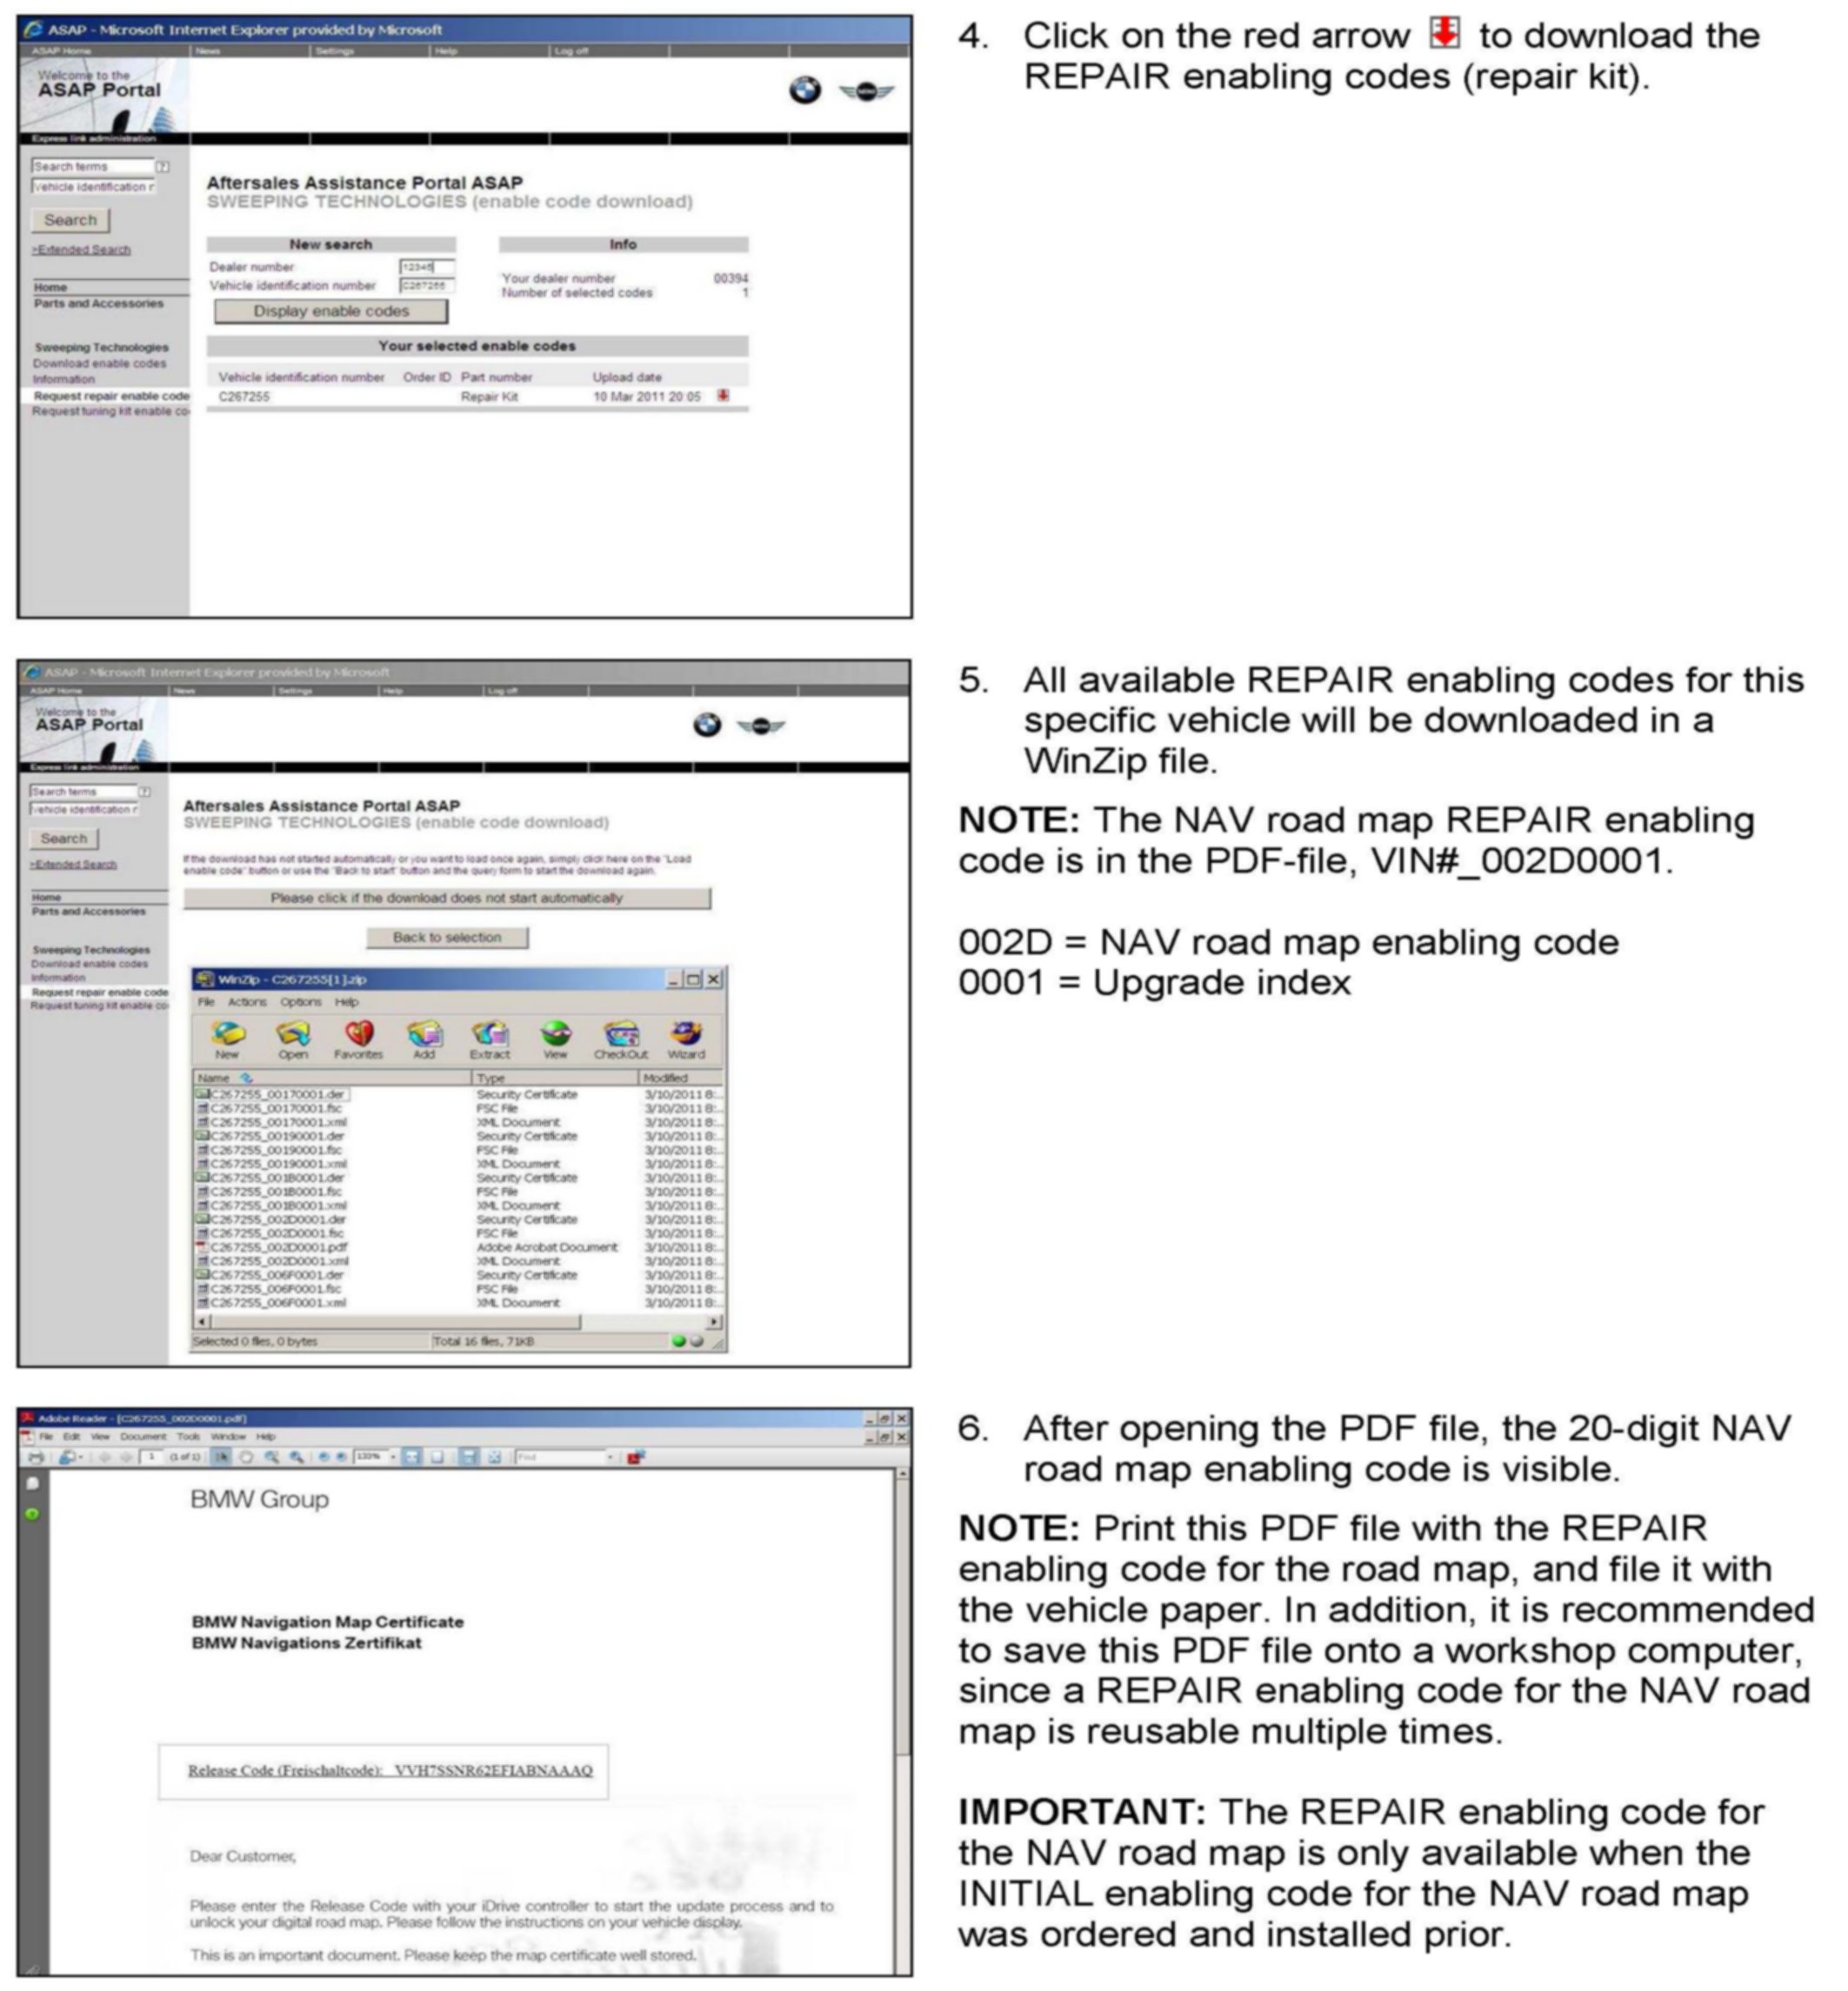 ASAP - Microsoft Internet Explorer provided by Microsoft
ASAP Home News Settings Help Log off
Welcome to the
ASAP Portal
Express link administration
Search terms ?
Vehicle identification r
Search
>Extended Search
Home
Parts and Accessories
Sweeping Technologies
Download enable codes
Information
Request repair enable code
Request tuning kit enable co
Aftersales Assistance Portal ASAP
SWEEPING TECHNOLOGIES (enable code download)
New search
Dealer number 12345
Vehicle identification number
Display enable codes
Info
Your dealer number 00394
Number of selected codes 1
Your selected enable codes
Vehicle identification number Order ID Part number Upload date
C267255 Repair Kit 10 Mar 2011 20:05
4. Click on the red arrow to download the
REPAIR enabling codes (repair kit).
ASAP - Microsoft Internet Explorer provided by Microsoft
ASAP Home News Settings Help Log off
Welcome to the
ASAP Portal
Express link administration
Search terms ?
vehicle identification r
Search
>Extended Search
Home
Parts and Accessories
Sweeping Technologies
Download enable codes
Information
Request repair enable code
Request tuning kit enable co
Aftersales Assistance Portal ASAP
SWEEPING TECHNOLOGIES (enable code download)
If the download has not started automatically or you want to load once again, simply click here on the "Load
enable code" button or use the "Back to start" button and the query form to start the download again.
Please click if the download does not start automatically
Back to selection
WinZip - C267255[1].zip
File Actions Options Help
New Open Favorites Add Extract View CheckOut Wizard
Name Type Modified
C267255_00170001.der Security Certificate 3/10/2011 8:..
C267255_00170001.fsc FSC File 3/10/2011 8:..
C267255_00170001.xml XML Document 3/10/2011 8:..
C267255_00190001.der Security Certificate 3/10/2011 8:..
C267255_00190001.fsc FSC File 3/10/2011 8:..
C267255_00190001.xml XML Document 3/10/2011 8:..
C267255_001B0001.der Security Certificate 3/10/2011 8:..
C267255_001B0001.fsc FSC File 3/10/2011 8:..
C267255_001B0001.xml XML Document 3/10/2011 8:..
C267255_002D0001.der Security Certificate 3/10/2011 8:..
C267255_002D0001.fsc FSC File 3/10/2011 8:..
C267255_002D0001.pdf Adobe Acrobat Document 3/10/2011 8:..
C267255_002D0001.xml XML Document 3/10/2011 8:..
C267255_006F0001.der Security Certificate 3/10/2011 8:..
C267255_006F0001.fsc FSC File 3/10/2011 8:..
C267255_006F0001.xml XML Document 3/10/2011 8:..
Selected 0 files, 0 bytes Total 16 files, 71KB
5. All available REPAIR enabling codes for this
specific vehicle will be downloaded in a
WinZip file.
NOTE: The NAV road map REPAIR enabling
code is in the PDF-file, VIN#_002D0001.
002D = NAV road map enabling code
0001 = Upgrade index
Adobe Reader - [C267255_002D0001.pdf]
File Edit View Document Tools Window Help
1 (1 of 1) 133% Find
BMW Group
BMW Navigation Map Certificate
BMW Navigations Zertifikat
Release Code (Freischaltcode): VVH7SSNR62EFIABNAAAQ
Dear Customer,
Please enter the Release Code with your iDrive controller to start the update process and to
unlock your digital road map. Please follow the instructions on your vehicle display.
This is an important document. Please keep the map certificate well stored.
6. After opening the PDF file, the 20-digit NAV
road map enabling code is visible.
NOTE: Print this PDF file with the REPAIR
enabling code for the road map, and file it with
the vehicle paper. In addition, it is recommended
to save this PDF file onto a workshop computer,
since a REPAIR enabling code for the NAV road
map is reusable multiple times.
IMPORTANT: The REPAIR enabling code for
the NAV road map is only available when the
INITIAL enabling code for the NAV road map
was ordered and installed prior.